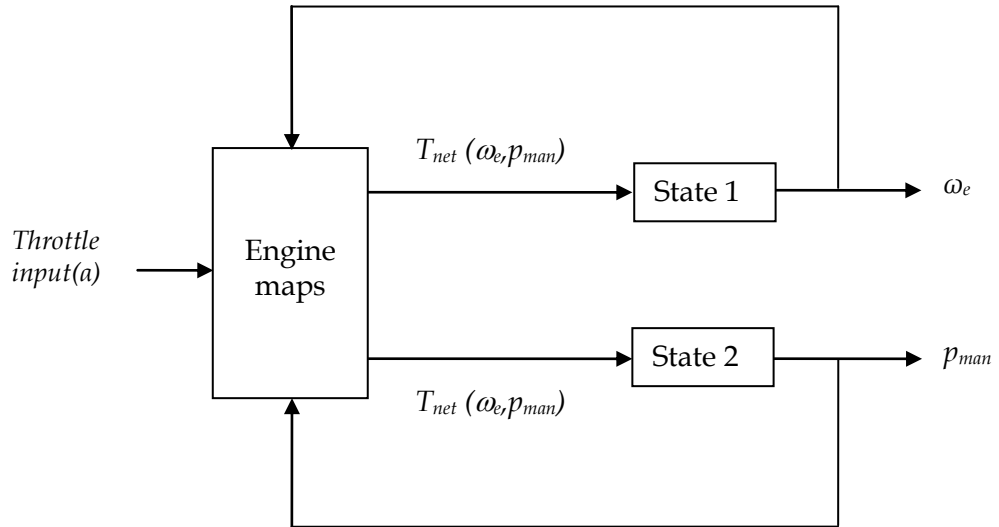 T_net (ω_e,p_man)
State 1
ω_e
Throttle
input(a)
Engine
maps
State 2
p_man
T_net (ω_e,p_man)